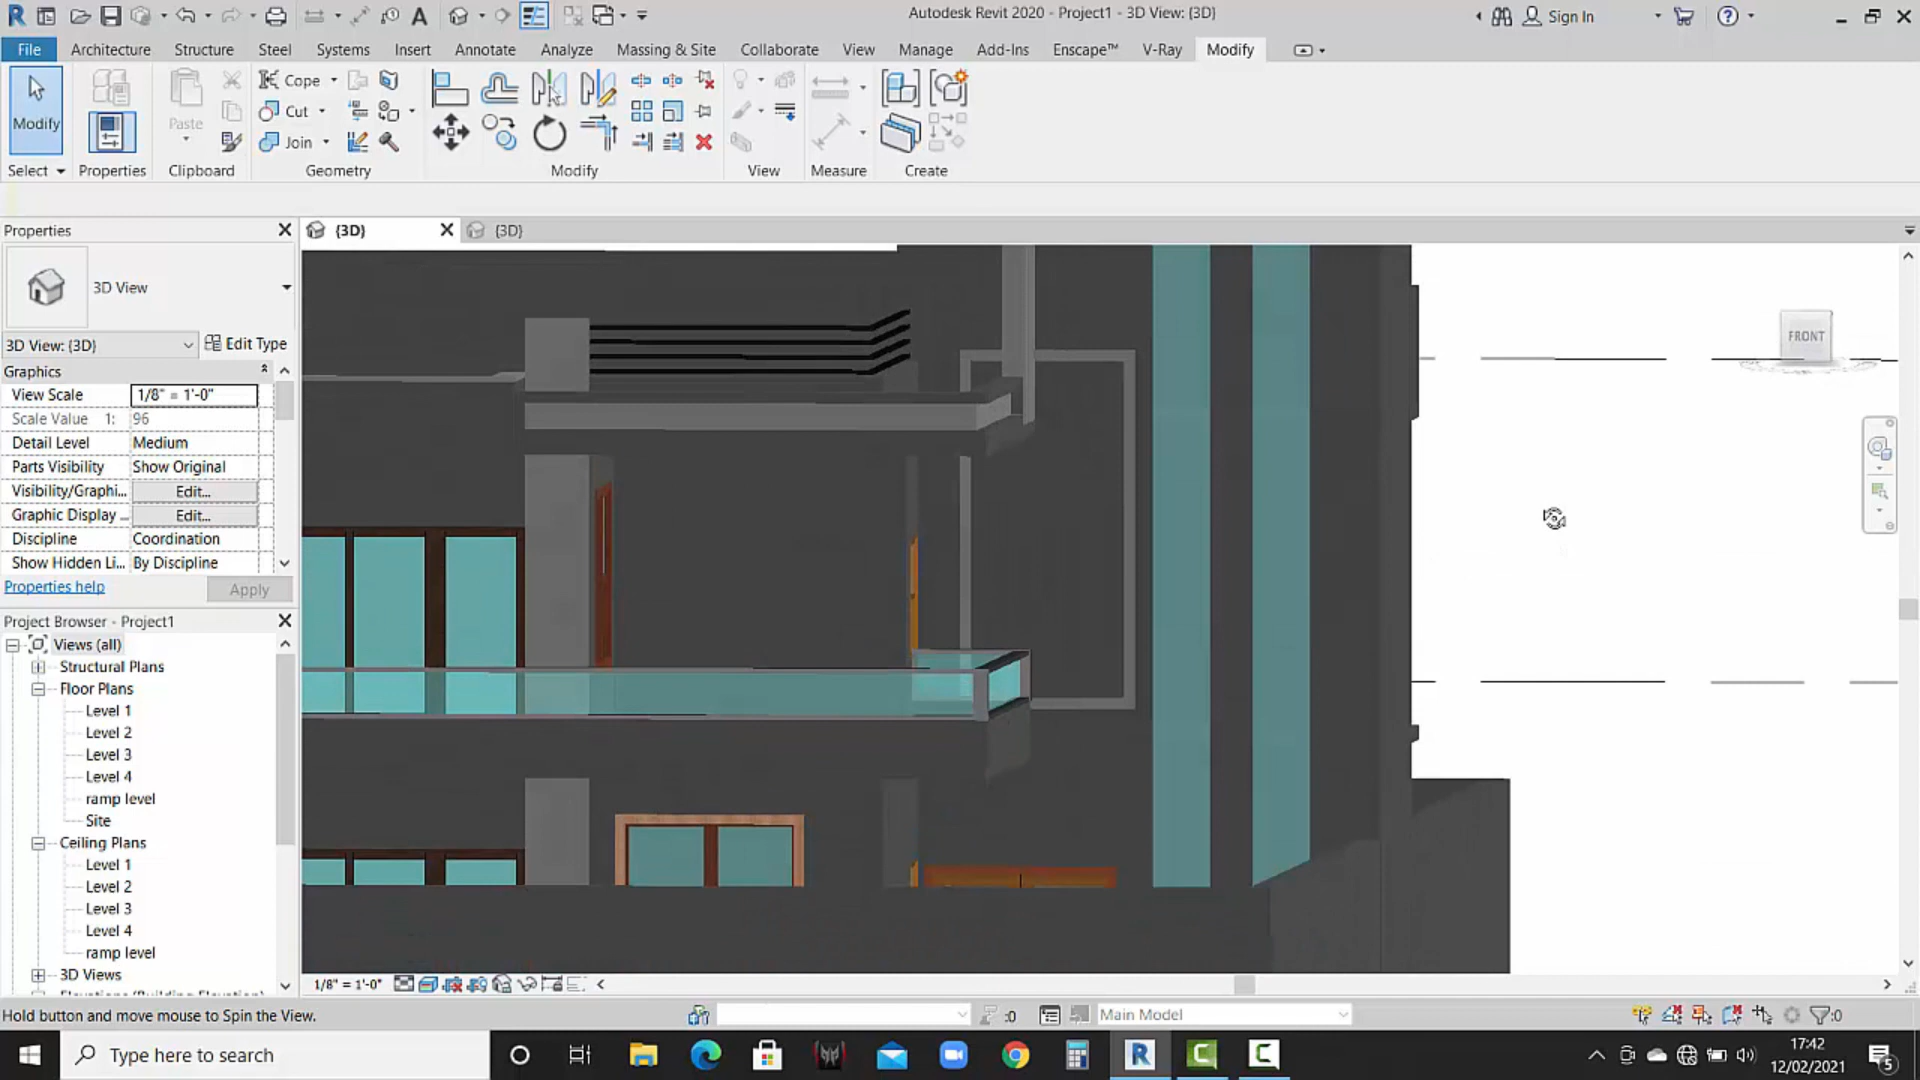 Autodesk Revit 2020 - Project1 - 3D View: {3D}
Sign In
File Architecture Structure Steel Systems Insert Annotate Analyze Massing & Site Collaborate View Manage Add-Ins Enscape™ V-Ray Modify
Modify
Paste
Cope
Cut
Join
Select Properties Clipboard Geometry Modify View Measure Create
Properties
{3D}
{3D}
3D View
3D View: {3D}
Edit Type
Graphics
View Scale 1/8" = 1'-0"
Scale Value 1: 96
Detail Level Medium
Parts Visibility Show Original
Visibility/Graphi... Edit...
Graphic Display ... Edit...
Discipline Coordination
Show Hidden Li... By Discipline
Properties help
Apply
FRONT
Project Browser - Project1
Views (all)
Structural Plans
Floor Plans
Level 1
Level 2
Level 3
Level 4
ramp level
Site
Ceiling Plans
Level 1
Level 2
Level 3
Level 4
ramp level
3D Views
1/8" = 1'-0"
Hold button and move mouse to Spin the View.
:0
Main Model
:0
Type here to search
17:42
12/02/2021
5